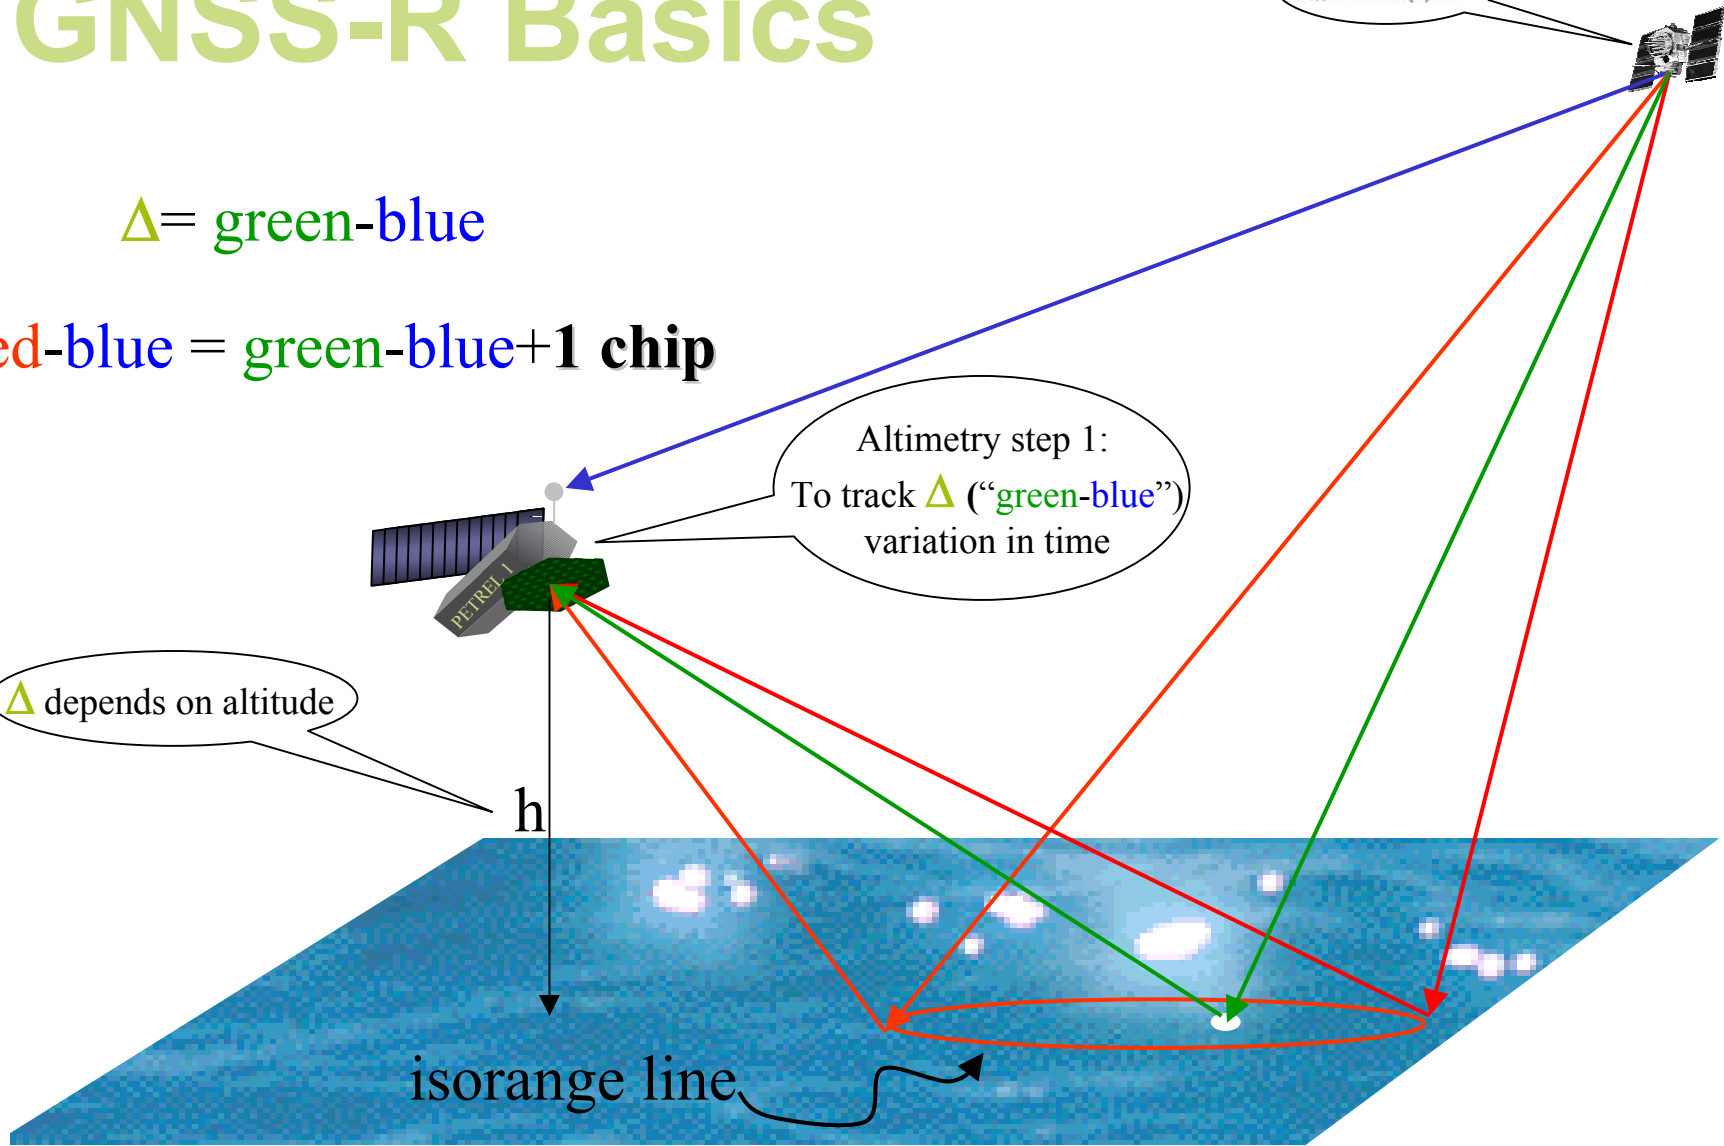 GNSS-R Basics
Δ= green-blue
ed-blue = green-blue+1 chip
Altimetry step 1:
To track Δ (“green-blue”)
variation in time
PETREL 1
Δ depends on altitude
h
isorange line